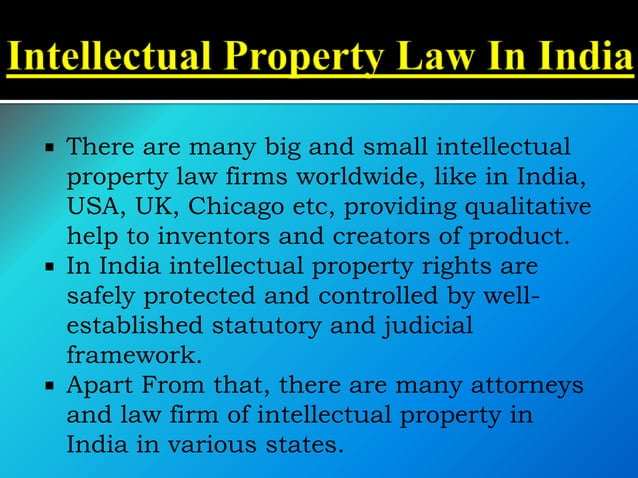 Intellectual Property Law In India
▪ There are many big and small intellectual
property law firms worldwide, like in India,
USA, UK, Chicago etc, providing qualitative
help to inventors and creators of product.
▪ In India intellectual property rights are
safely protected and controlled by well-
established statutory and judicial
framework.
▪ Apart From that, there are many attorneys
and law firm of intellectual property in
India in various states.